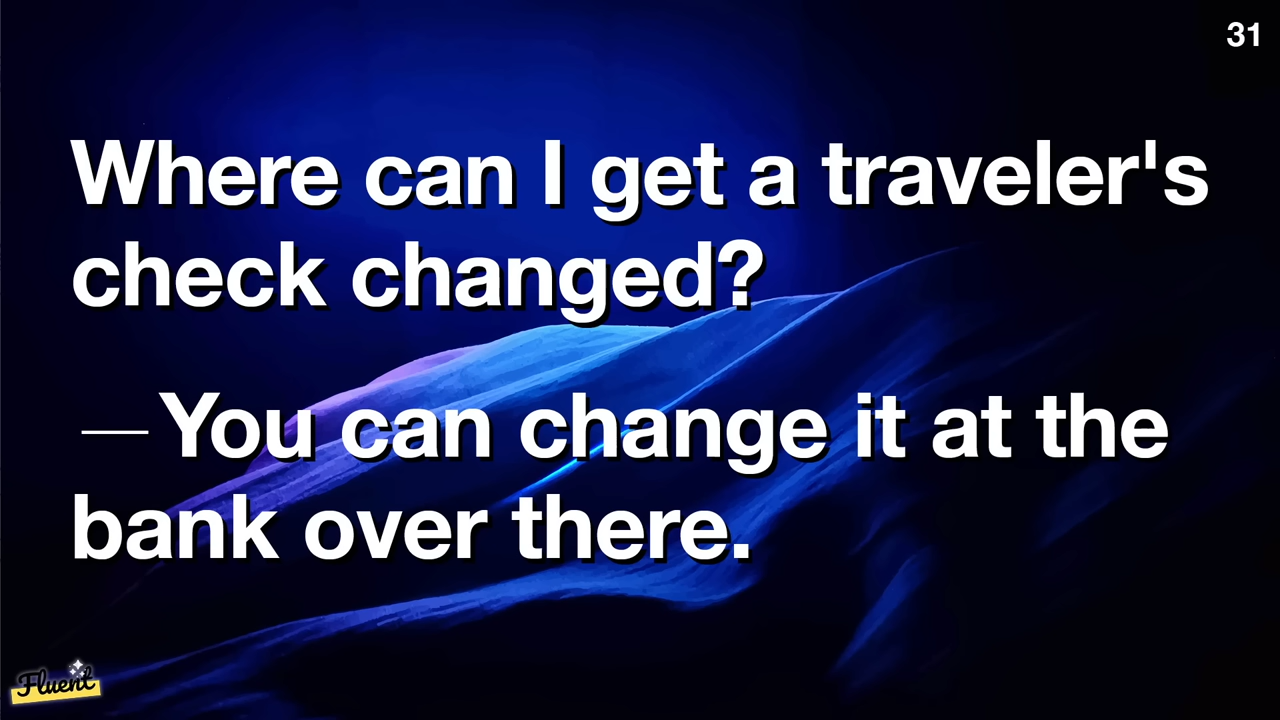 31
Where can I get a traveler's
check changed?
—You can change it at the
bank over there.
Fluent